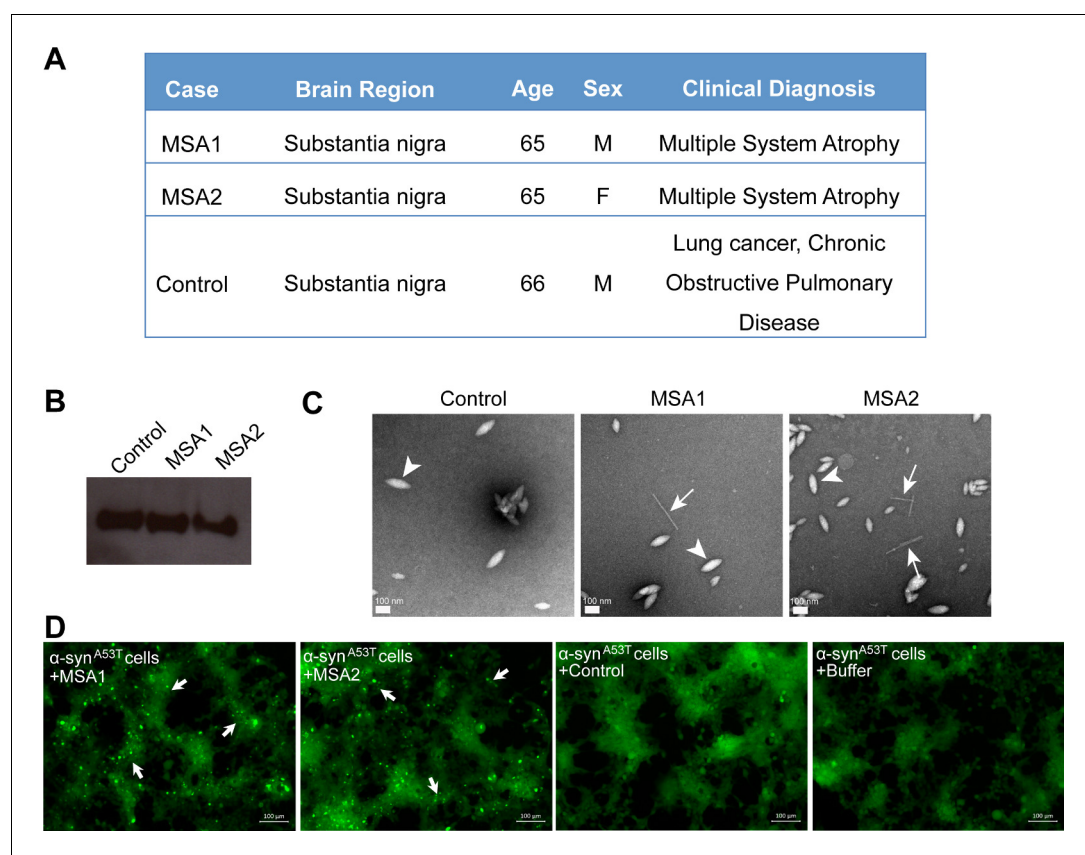 A
Case Brain Region Age Sex Clinical Diagnosis
MSA1 Substantia nigra 65 M Multiple System Atrophy
MSA2 Substantia nigra 65 F Multiple System Atrophy
Lung cancer, Chronic
Control Substantia nigra 66 M Obstructive Pulmonary
Disease
B
Control MSA1 MSA2
C
Control MSA1 MSA2
100 nm 100 nm 100 nm
D
α-syn^A53T cells
+MSA1
α-syn^A53T cells
+MSA2
α-syn^A53T cells
+Control
α-syn^A53T cells
+Buffer
100 µm 100 µm 100 µm 100 µm